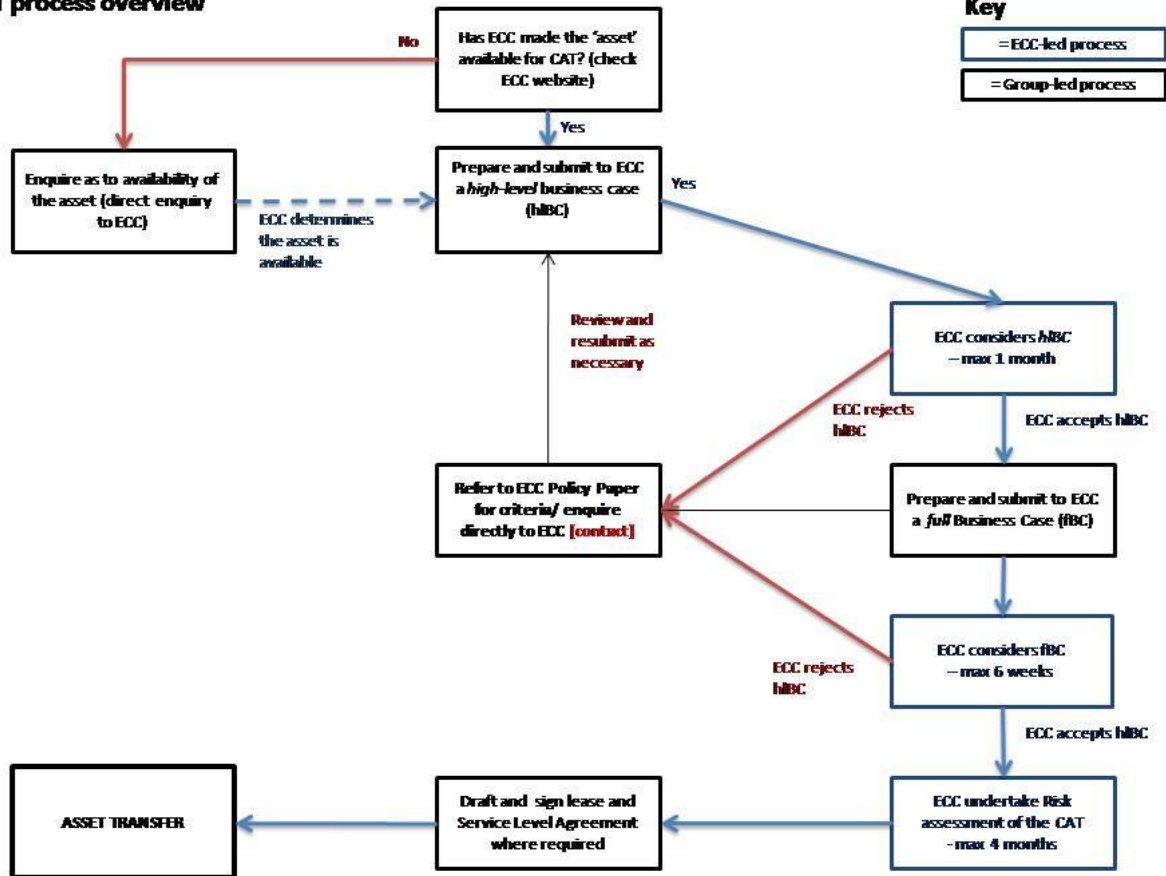 process overview
Key
= ECC-led process
= Group-led process
Has ECC made the 'asset'
available for CAT? (check
ECC website)
No
Yes
Enquire as to availability of
the asset (direct enquiry
to ECC)
ECC determines
the asset is
available
Prepare and submit to ECC
a high-level business case
(hlBC)
Yes
Review and
resubmit as
necessary
ECC considers hlBC
– max 1 month
ECC rejects
hlBC
ECC accepts hlBC
Refer to ECC Policy Paper
for criteria/ enquire
directly to ECC [contact]
Prepare and submit to ECC
a full Business Case (fBC)
ECC considers fBC
– max 6 weeks
ECC rejects
hlBC
ECC accepts hlBC
ASSET TRANSFER
Draft and sign lease and
Service Level Agreement
where required
ECC undertake Risk
assessment of the CAT
- max 4 months